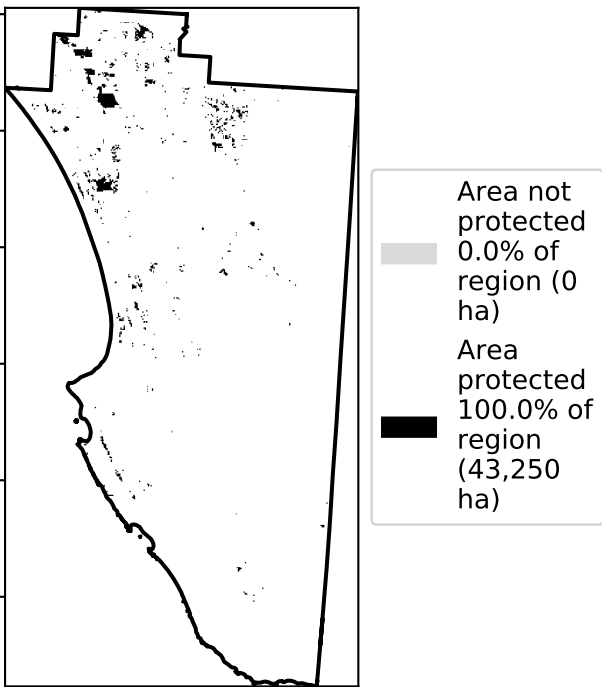 Area not
protected
0.0% of
region (0
ha)
Area
protected
100.0% of
region
(43,250
ha)